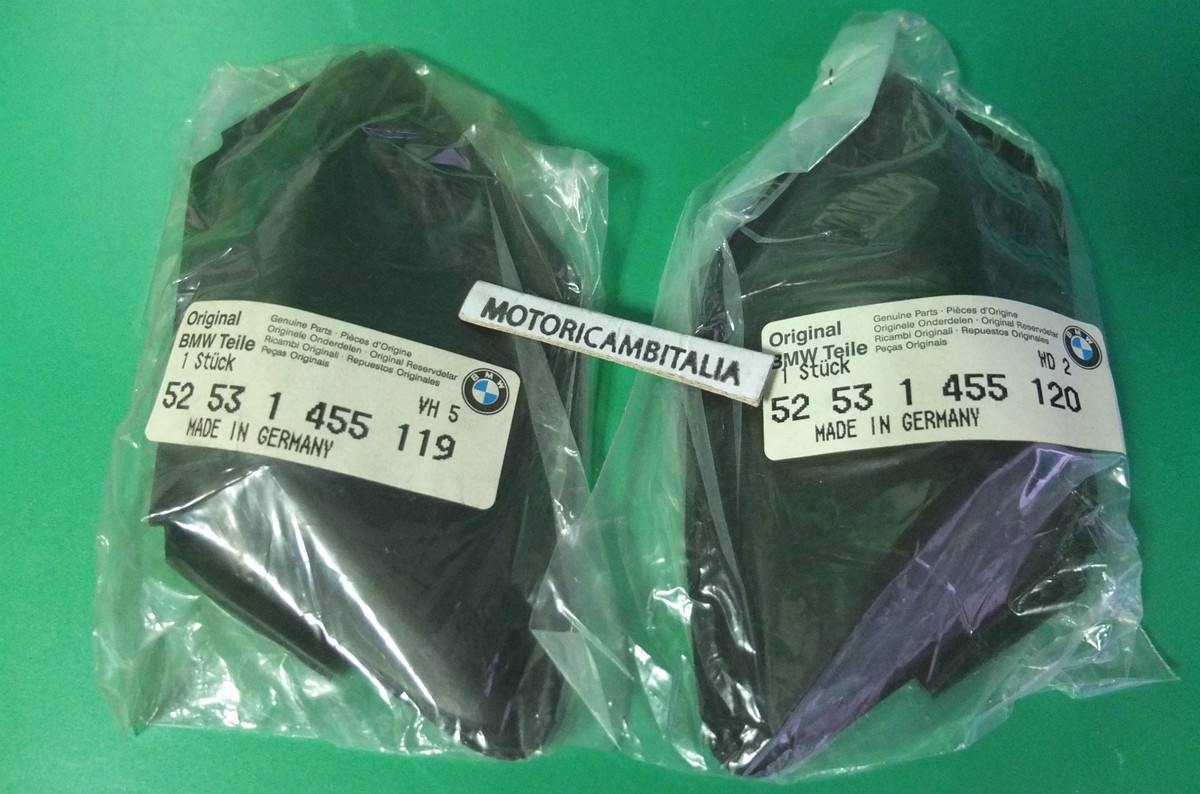 Original
BMW Teile
1 Stück
Genuine Parts · Pièces d'Origine
Originele Onderdelen · Original Reservdelar
Ricambi Originali · Repuestos Originales
Peças Originais
BMW
VH 5
52 53 1 455 119
MADE IN GERMANY
MOTORICAMBITALIA
Original
BMW Teile
1 Stück
Genuine Parts · Pièces d'Origine
Originele Onderdelen · Original Reservdelar
Ricambi Originali · Repuestos Originales
Peças Originais
BMW
WD 2
52 53 1 455 120
MADE IN GERMANY